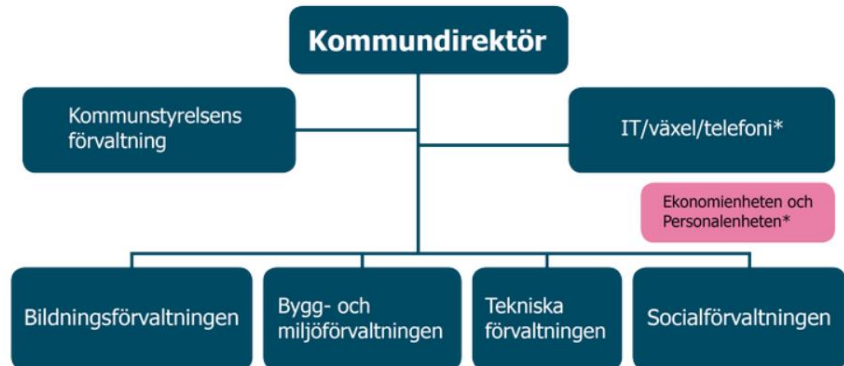 Kommundirektör
Kommunstyrelsens
förvaltning
IT/växel/telefoni*
Ekonomienheten och
Personalenheten*
Bildningsförvaltningen
Bygg- och
miljöförvaltningen
Tekniska
förvaltningen
Socialförvaltningen